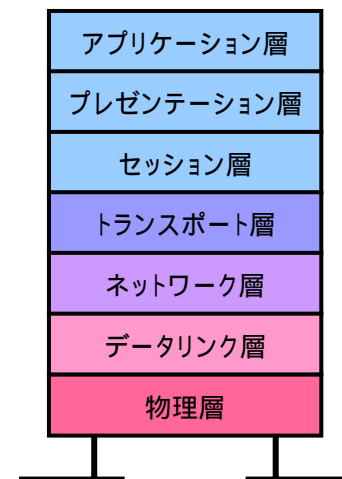 アプリケーション層
プレゼンテーション層
セッション層
トランスポート層
ネットワーク層
データリンク層
物理層